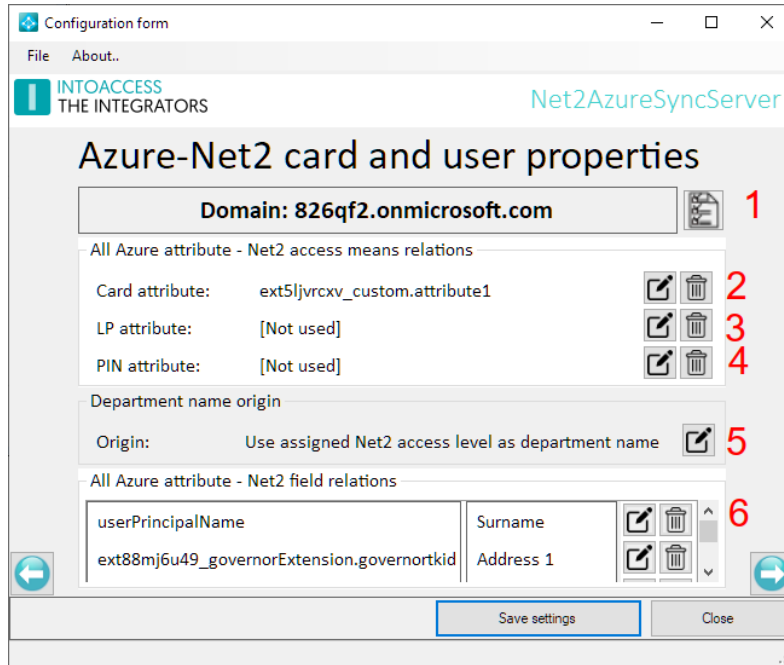 Configuration form
File About..
INTOACCESS
THE INTEGRATORS
Net2AzureSyncServer
Azure-Net2 card and user properties
Domain: 826qf2.onmicrosoft.com
1
All Azure attribute - Net2 access means relations
Card attribute: ext5ljvrcxv_custom.attribute1
2
LP attribute: [Not used]
3
PIN attribute: [Not used]
4
Department name origin
Origin: Use assigned Net2 access level as department name
5
All Azure attribute - Net2 field relations
userPrincipalName Surname
6
ext88mj6u49_governorExtension.governortkid Address 1
Save settings Close